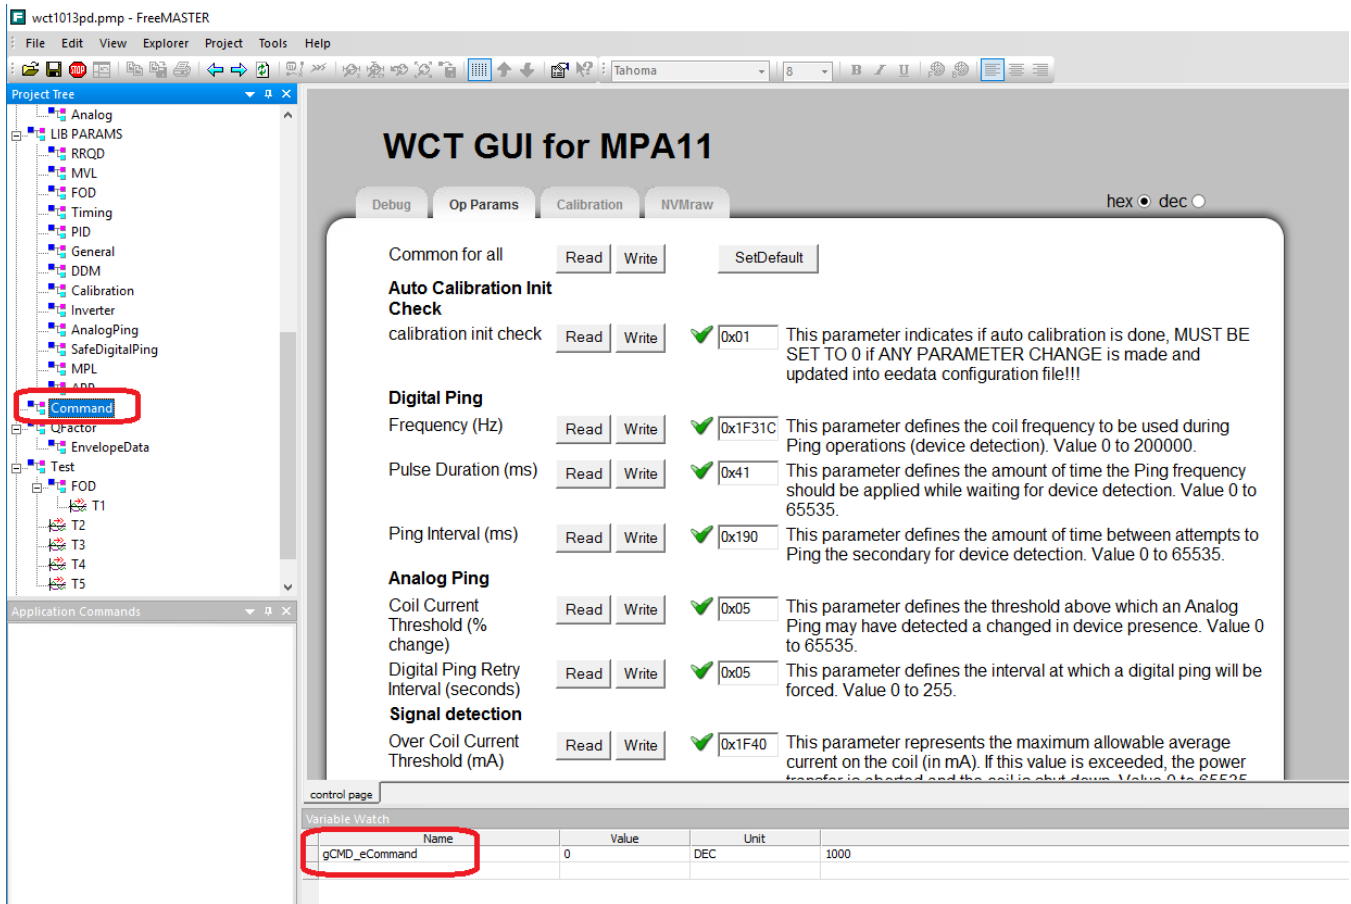 wct1013pd.pmp - FreeMASTER
File Edit View Explorer Project Tools Help
Tahoma 8 B I U
Project Tree
Analog
LIB PARAMS
RRQD
MVL
FOD
Timing
PID
General
DDM
Calibration
Inverter
AnalogPing
SafeDigitalPing
MPL
APP
Command
QFactor
EnvelopeData
Test
FOD
T1
T2
T3
T4
T5
Application Commands
WCT GUI for MPA11
Debug Op Params Calibration NVMraw
hex dec
Common for all Read Write SetDefault
Auto Calibration Init
Check
calibration init check Read Write 0x01 This parameter indicates if auto calibration is done, MUST BE
SET TO 0 if ANY PARAMETER CHANGE is made and
updated into eedata configuration file!!!
Digital Ping
Frequency (Hz) Read Write 0x1F31C This parameter defines the coil frequency to be used during
Ping operations (device detection). Value 0 to 200000.
Pulse Duration (ms) Read Write 0x41 This parameter defines the amount of time the Ping frequency
should be applied while waiting for device detection. Value 0 to
65535.
Ping Interval (ms) Read Write 0x190 This parameter defines the amount of time between attempts to
Ping the secondary for device detection. Value 0 to 65535.
Analog Ping
Coil Current Read Write 0x05 This parameter defines the threshold above which an Analog
Threshold (% Ping may have detected a changed in device presence. Value 0
change) to 65535.
Digital Ping Retry Read Write 0x05 This parameter defines the interval at which a digital ping will be
Interval (seconds) forced. Value 0 to 255.
Signal detection
Over Coil Current Read Write 0x1F40 This parameter represents the maximum allowable average
Threshold (mA) current on the coil (in mA). If this value is exceeded, the power
transfer is aborted and the coil is shut down. Value 0 to 65535
control page
Variable Watch
Name Value Unit
gCMD_eCommand 0 DEC 1000